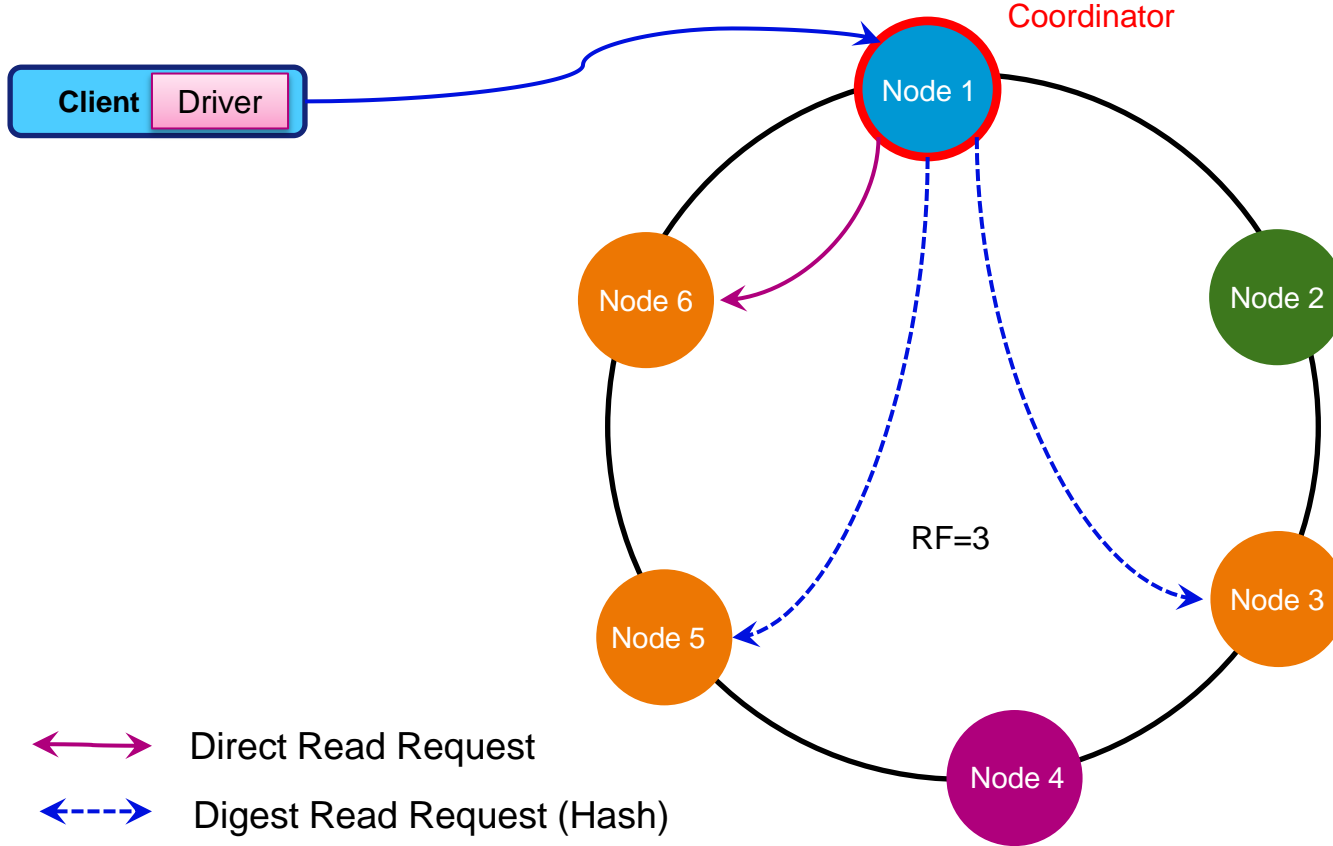 Coordinator
Client
Driver
Node 1
Node 6
Node 2
RF=3
Node 5
Node 3
Direct Read Request
Node 4
Digest Read Request (Hash)